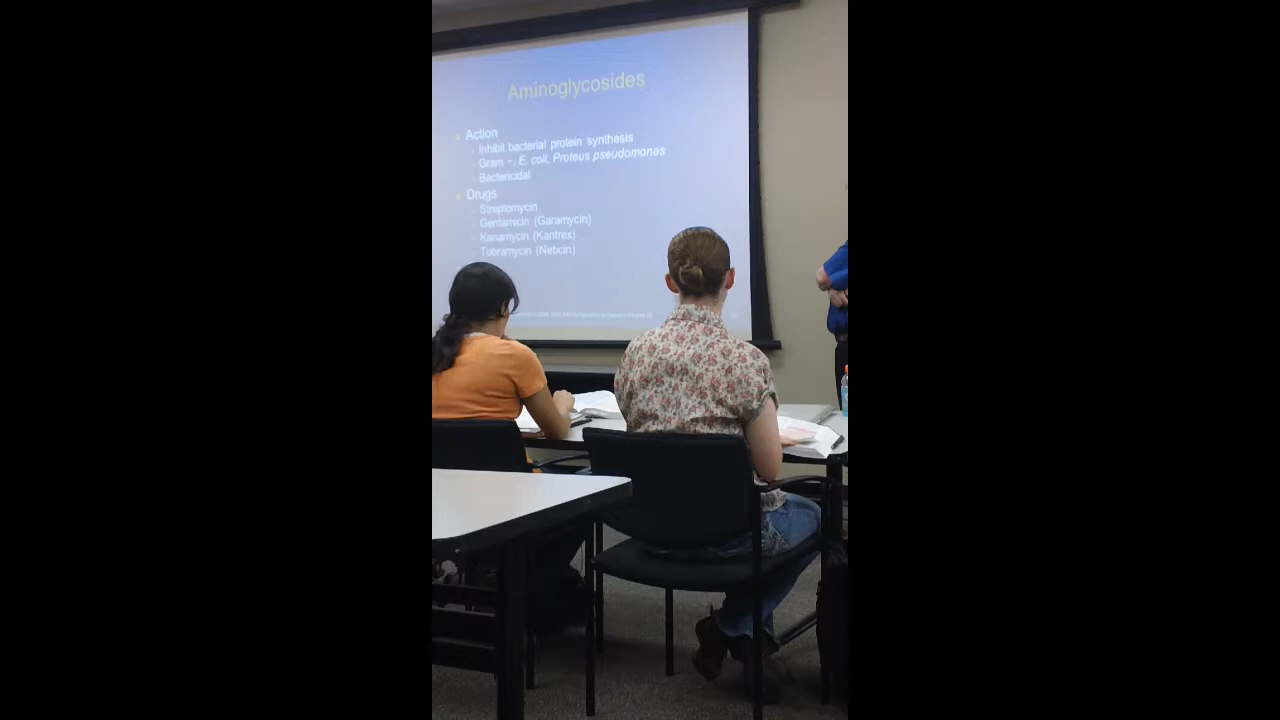 Aminoglycosides
Action
Inhibit bacterial protein synthesis
Gram −, E. coli, Proteus pseudomonas
Bactericidal
Drugs
Streptomycin
Gentamicin (Garamycin)
Kanamycin (Kantrex)
Tobramycin (Nebcin)